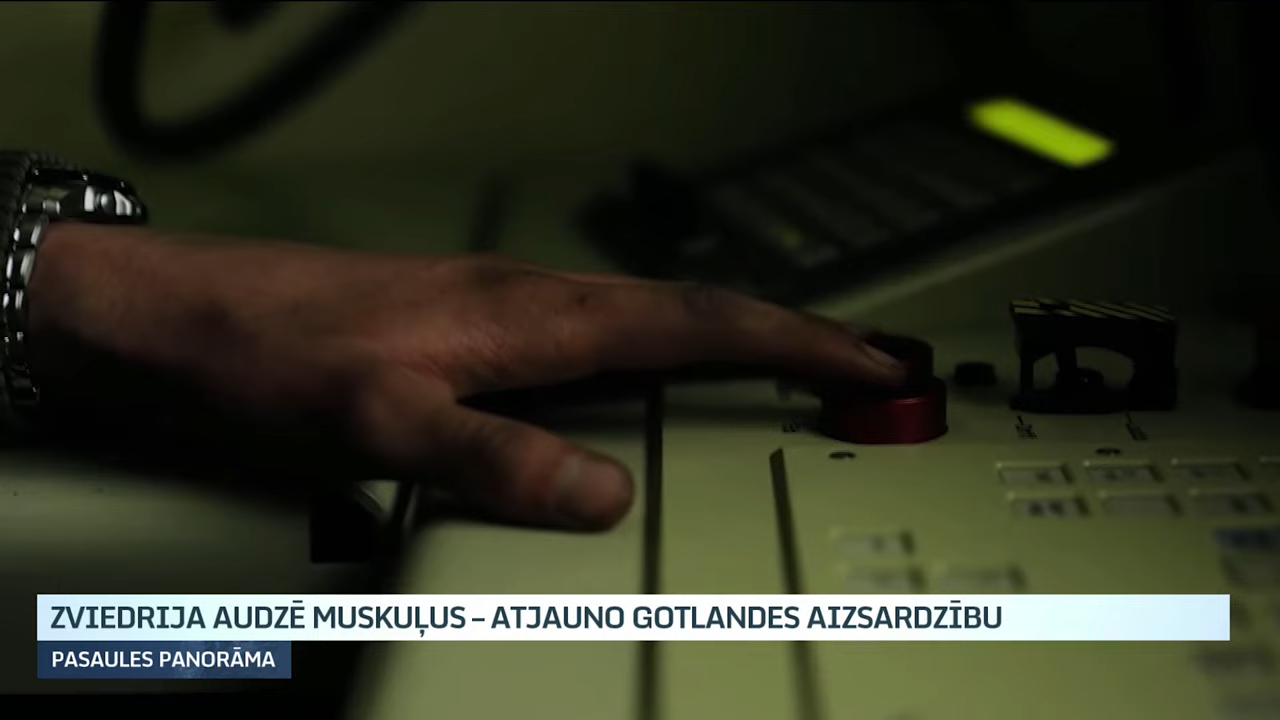 ZVIEDRIJA AUDZĒ MUSKUĻUS – ATJAUNO GOTLANDES AIZSARDZĪBU
PASAULES PANORĀMA